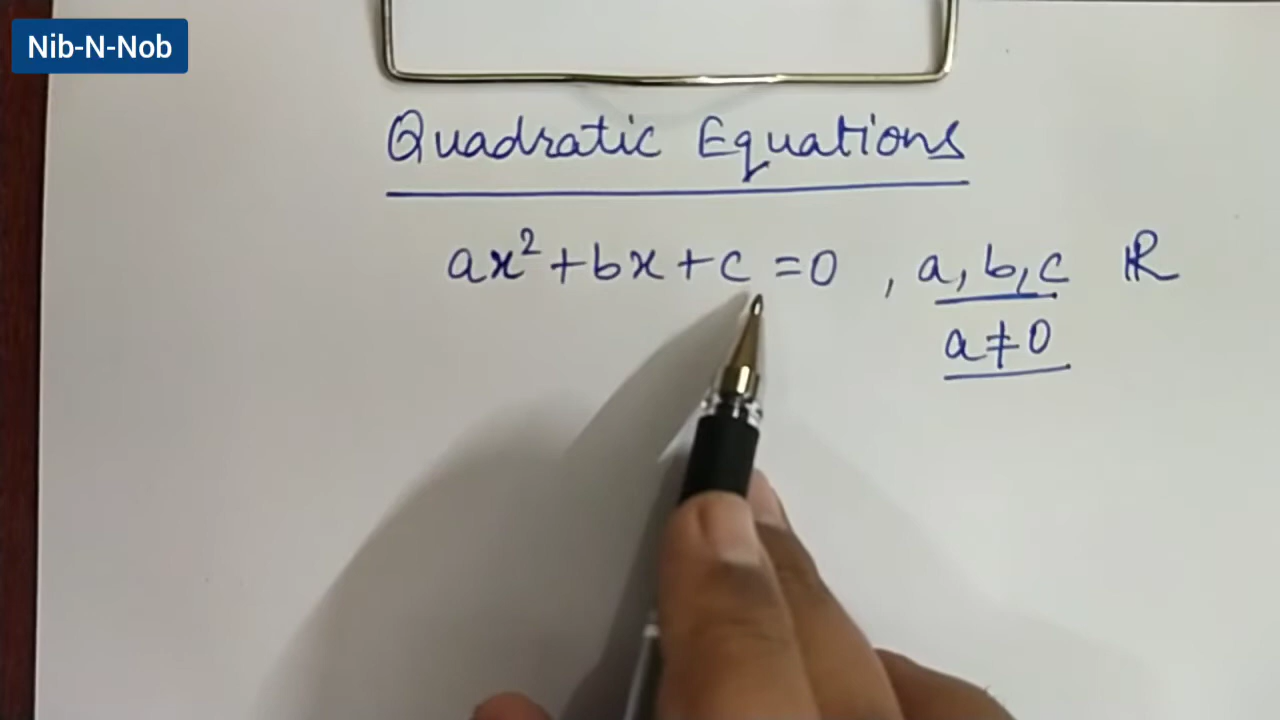 Nib-N-Nob
Quadratic Equations
ax² + bx + c = 0 , a, b, c ℝ
a ≠ 0